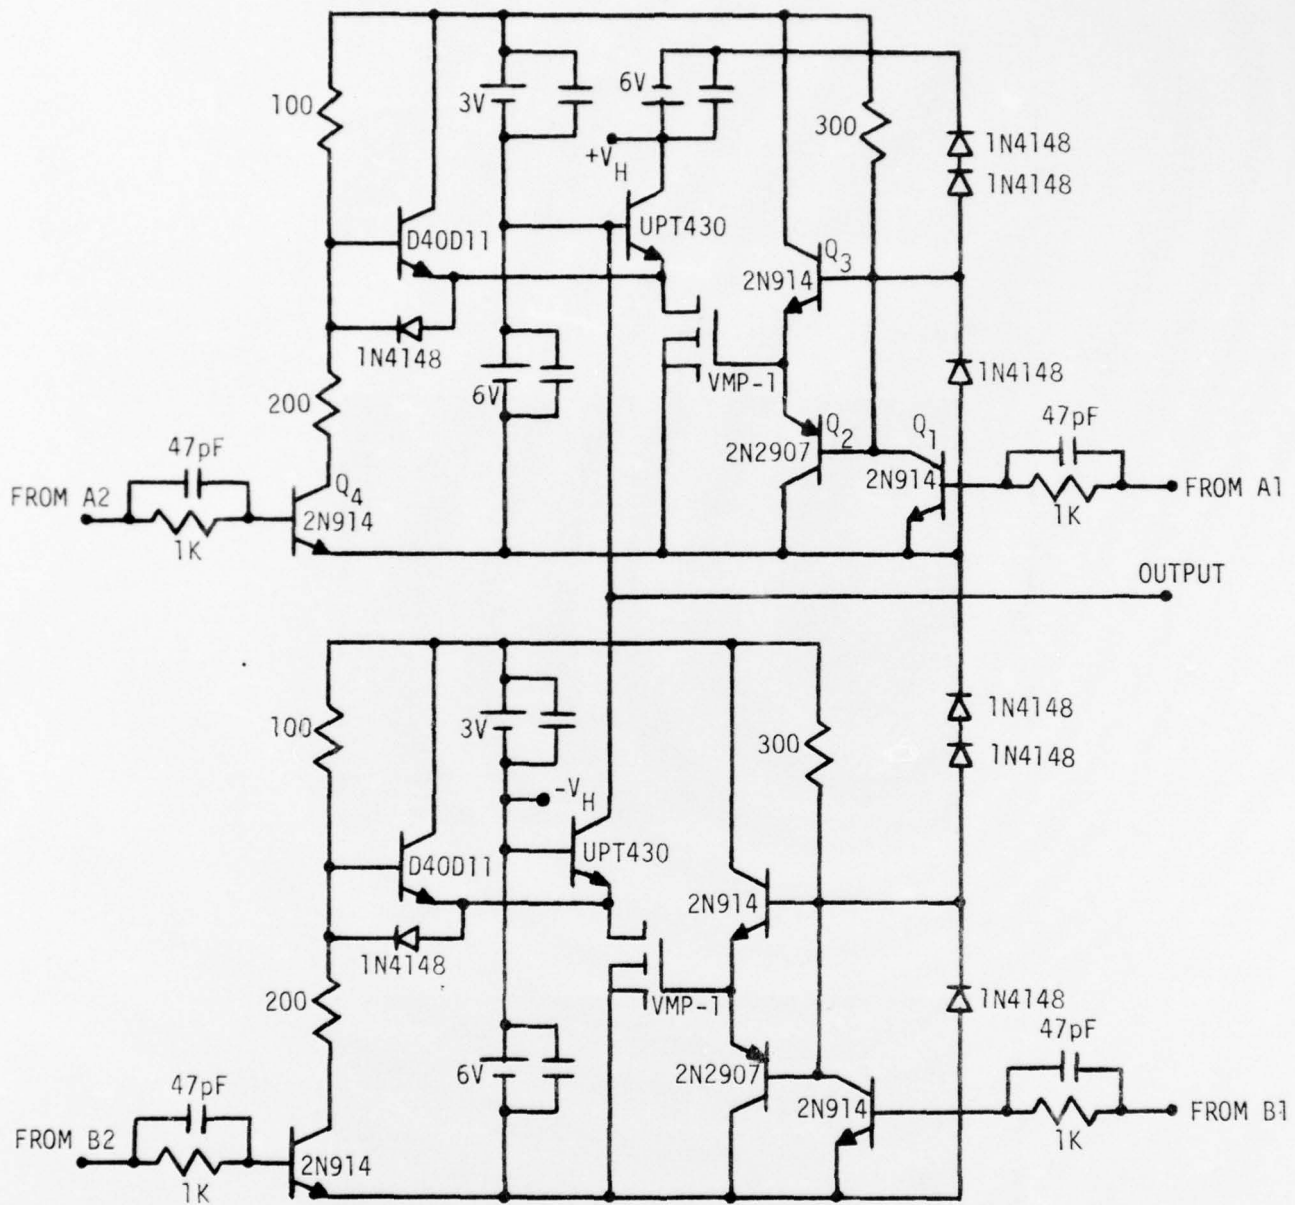 100
3V
6V
+VH
300
1N4148
1N4148
D40D11
UPT430
Q3
2N914
1N4148
6V
VMP-1
1N4148
200
47pF
FROM A2
1K
Q4
2N914
Q2
2N2907
Q1
2N914
47pF
1K
FROM A1
OUTPUT
100
3V
-VH
300
1N4148
1N4148
D40D11
UPT430
2N914
1N4148
6V
VMP-1
1N4148
200
47pF
FROM B2
1K
2N914
2N2907
2N914
47pF
1K
FROM B1